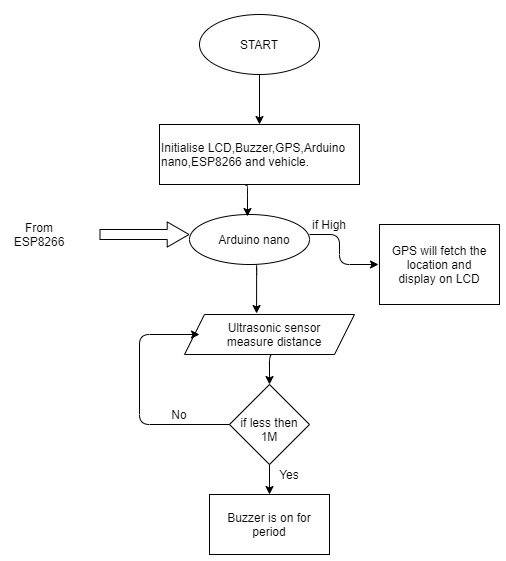 START
Initialise LCD,Buzzer,GPS,Arduino
nano,ESP8266 and vehicle.
From
ESP8266
Arduino nano
if High
GPS will fetch the
location and
display on LCD
Ultrasonic sensor
measure distance
No
if less then
1M
Yes
Buzzer is on for
period